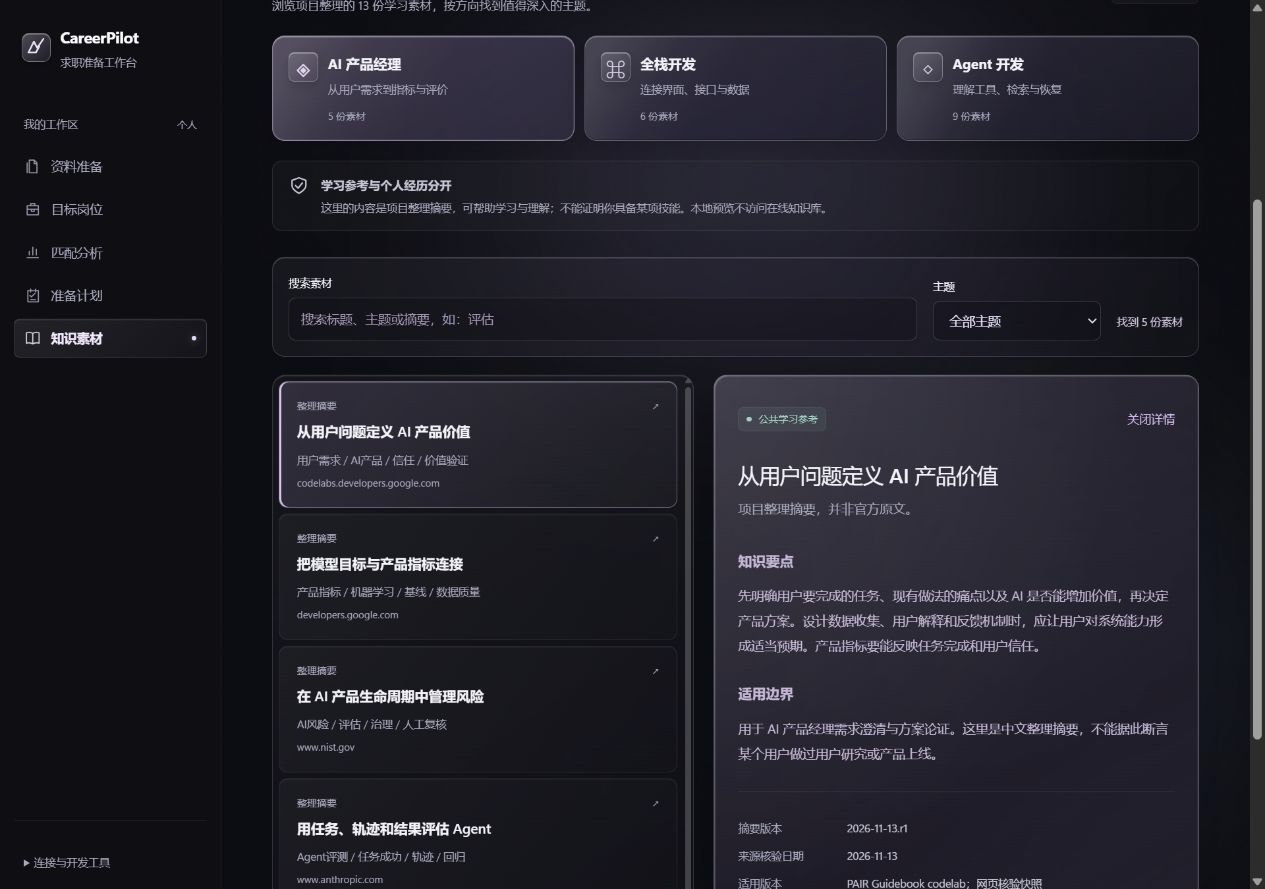 CareerPilot
求职准备工作台
我的工作区
个人
资料准备
目标岗位
匹配分析
准备计划
知识素材
连接与开发工具
浏览项目整理的 13 份学习素材，按方向找到值得深入的主题。
AI 产品经理
从用户需求到指标与评价
5 份素材
全栈开发
连接界面、接口与数据
6 份素材
Agent 开发
理解工具、检索与恢复
9 份素材
学习参考与个人经历分开
这里的内容是项目整理摘要，可帮助学习与理解；不能证明你具备某项技能。本地预览不访问在线知识库。
搜索素材
搜索标题、主题或摘要，如：评估
主题
全部主题
找到 5 份素材
整理摘要
从用户问题定义 AI 产品价值
用户需求 / AI产品 / 信任 / 价值验证
codelabs.developers.google.com
整理摘要
把模型目标与产品指标连接
产品指标 / 机器学习 / 基线 / 数据质量
developers.google.com
整理摘要
在 AI 产品生命周期中管理风险
AI风险 / 评估 / 治理 / 人工复核
www.nist.gov
整理摘要
用任务、轨迹和结果评估 Agent
Agent评测 / 任务成功 / 轨迹 / 回归
www.anthropic.com
公共学习参考
关闭详情
从用户问题定义 AI 产品价值
项目整理摘要，并非官方原文。
知识要点
先明确用户要完成的任务、现有做法的痛点以及 AI 是否能增加价值，再决定
产品方案。设计数据收集、用户解释和反馈机制时，应让用户对系统能力形
成适当预期。产品指标要能反映任务完成和用户信任。
适用边界
用于 AI 产品经理需求澄清与方案论证。这里是中文整理摘要，不能据此断言
某个用户做过用户研究或产品上线。
摘要版本
2026-11-13.r1
来源核验日期
2026-11-13
适用版本
PAIR Guidebook codelab；网页核验快照